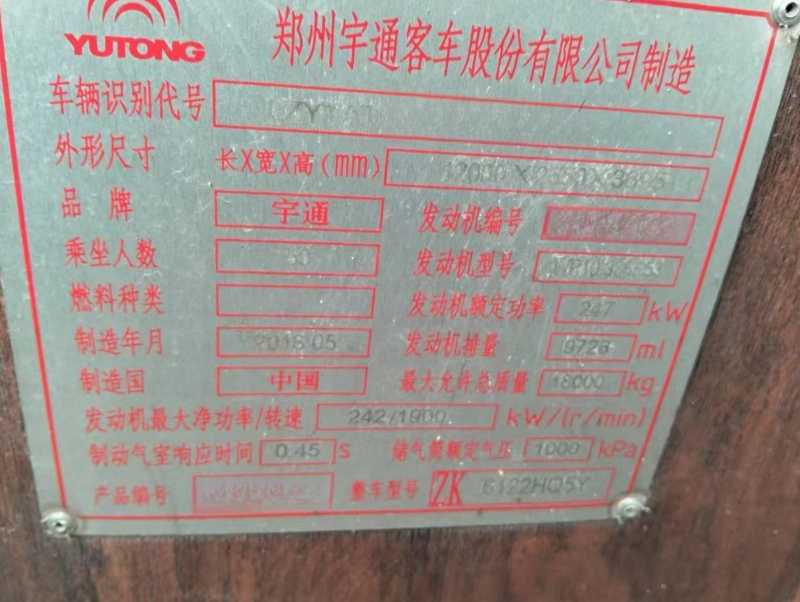 YUTONG
郑州宇通客车股份有限公司制造
车辆识别代号
外形尺寸 长X宽X高(mm)
品牌 宇通 发动机编号
乘坐人数 发动机型号
燃料种类 发动机额定功率 247 kW
制造年月 2018.05 发动机排量 9726 ml
制造国 中国 最大允许总质量 18000 kg
发动机最大净功率/转速 242/1900 kW/(r/min)
制动气室响应时间 0.45 S 储气筒额定气压 1000 kPa
产品编号 整车型号 ZK 6122HQ5Y